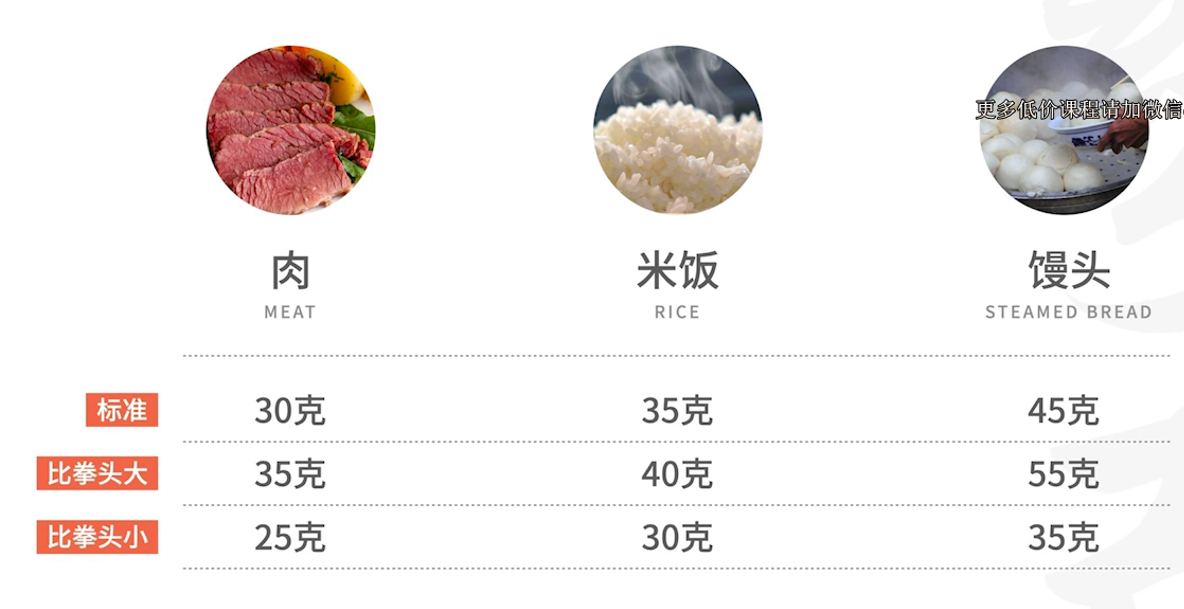 更多低价课程请加微信
肉 米饭 馒头
MEAT RICE STEAMED BREAD
标准 30克 35克 45克
比拳头大 35克 40克 55克
比拳头小 25克 30克 35克